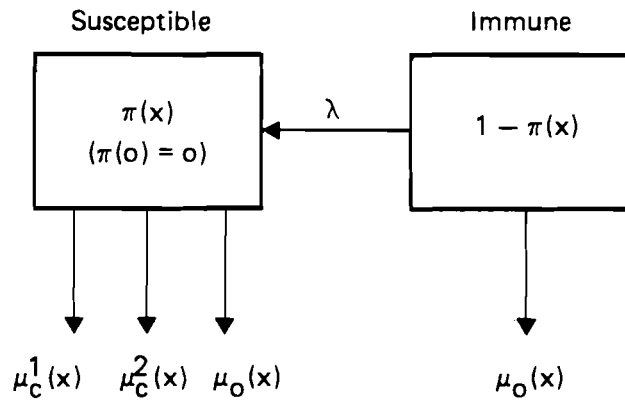 Susceptible Immune
π(x)
(π(o) = o)
λ
1 − π(x)
μ_c^1(x) μ_c^2(x) μ_o(x) μ_o(x)